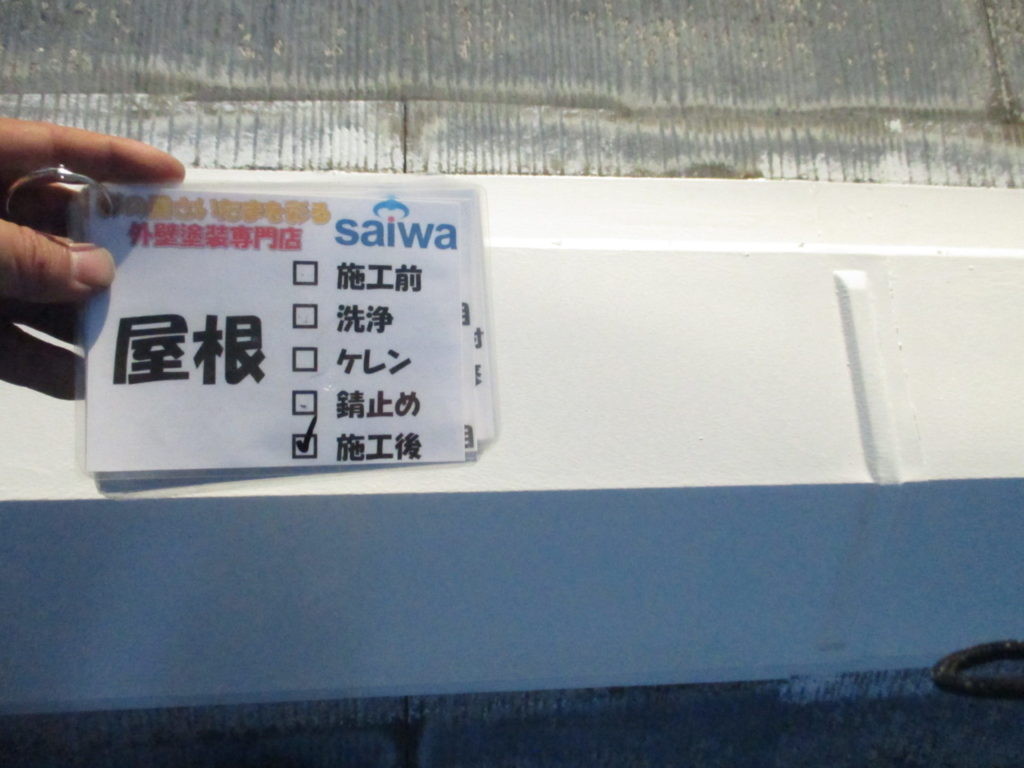 外壁塗装専門店
saiwa
屋根
施工前
洗浄
ケレン
錆止め
施工後